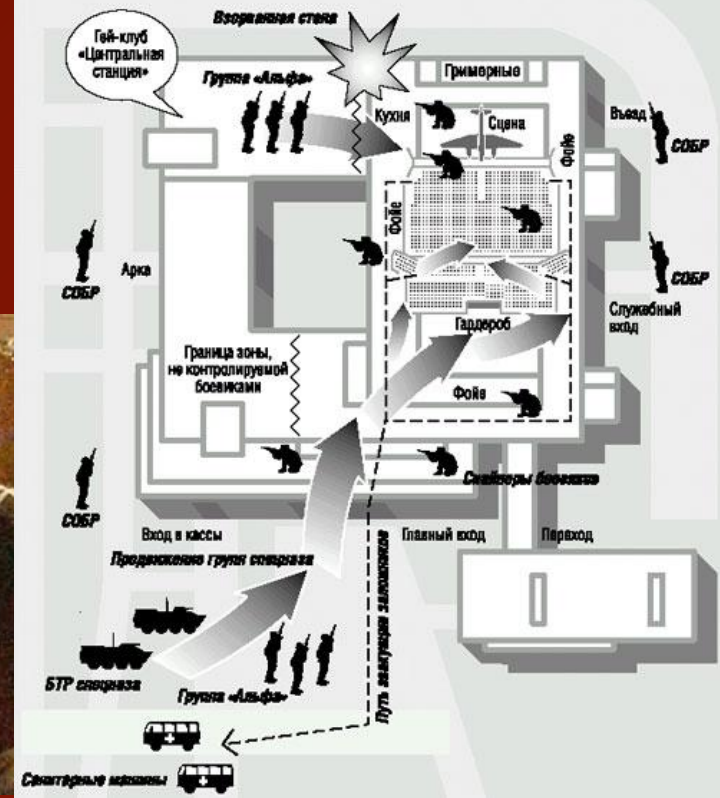 Взорванная стена
Гей-клуб
«Центральная
станция»
Группа «Альфа»
Гримерные
Кухня
Сцена
Въезд
СОБР
Фойе
Фойе
СОБР
Арка
СОБР
Служебный
вход
Гардероб
Граница зоны,
не контролируемой
боевиками
Фойе
Снайперы боевиков
СОБР
Вход в кассы
Главный вход
Переход
Продвижение групп спецназа
Путь эвакуации заложников
БТР спецназа
Группа «Альфа»
Санитарные машины